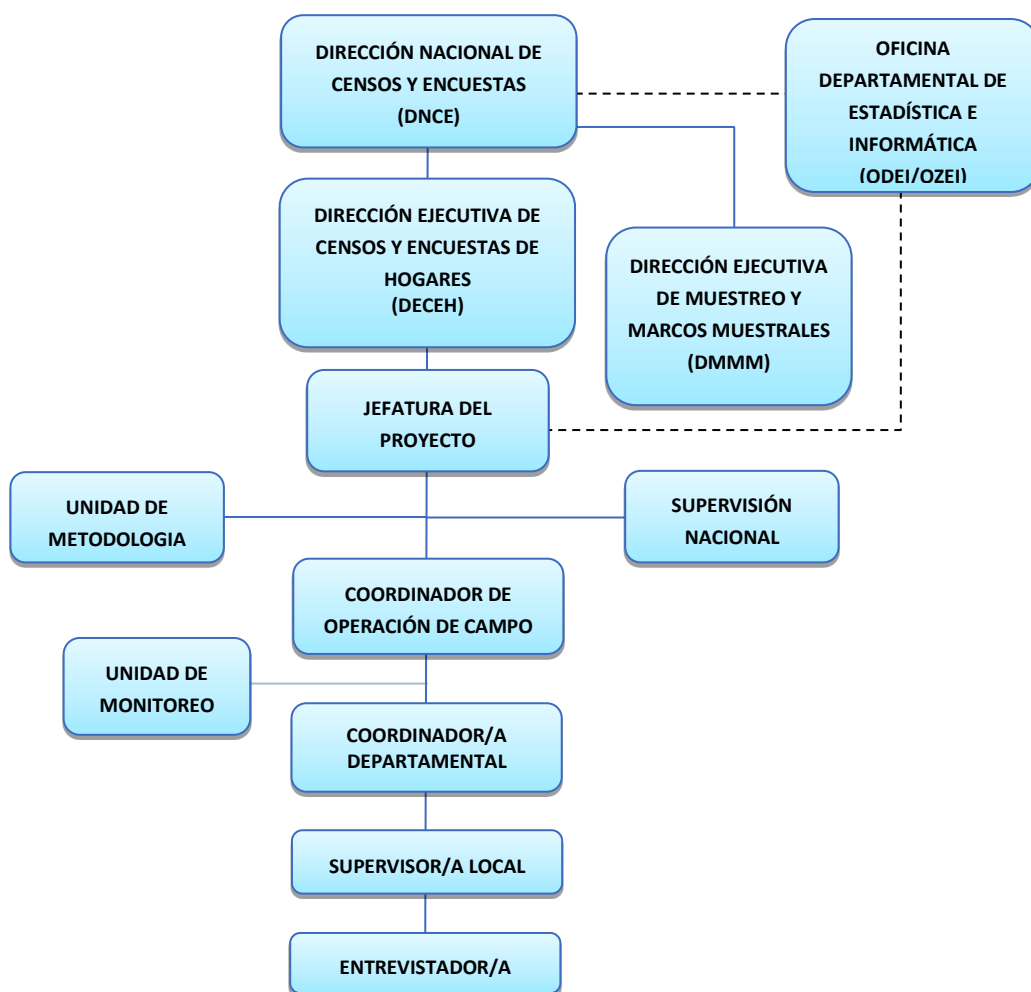 DIRECCIÓN NACIONAL DE
CENSOS Y ENCUESTAS
(DNCE)
OFICINA
DEPARTAMENTAL DE
ESTADÍSTICA E
INFORMÁTICA
(ODEI/OZEI)
DIRECCIÓN EJECUTIVA DE
CENSOS Y ENCUESTAS DE
HOGARES
(DECEH)
DIRECCIÓN EJECUTIVA
DE MUESTREO Y
MARCOS MUESTRALES
(DMMM)
JEFATURA DEL
PROYECTO
UNIDAD DE
METODOLOGIA
SUPERVISIÓN
NACIONAL
COORDINADOR DE
OPERACIÓN DE CAMPO
UNIDAD DE
MONITOREO
COORDINADOR/A
DEPARTAMENTAL
SUPERVISOR/A LOCAL
ENTREVISTADOR/A